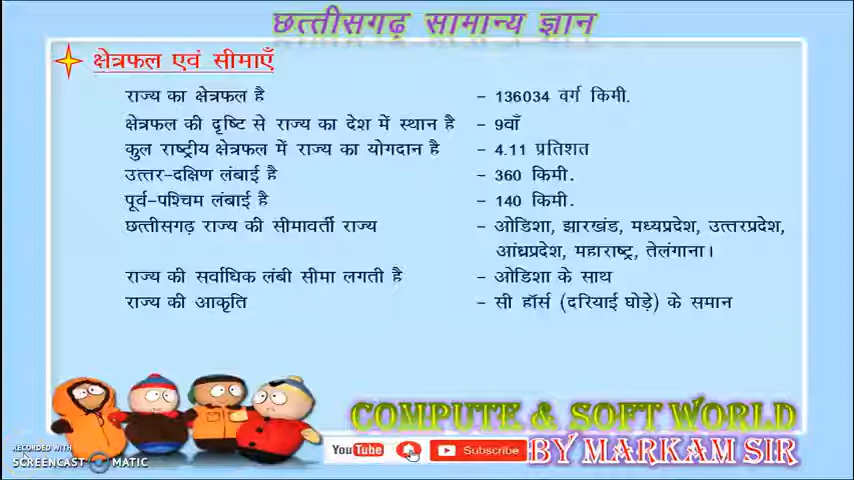 छत्तीसगढ़ सामान्य ज्ञान
क्षेत्रफल एवं सीमाएँ
राज्य का क्षेत्रफल है - 136034 वर्ग किमी.
क्षेत्रफल की दृष्टि से राज्य का देश में स्थान है - 9वाँ
कुल राष्ट्रीय क्षेत्रफल में राज्य का योगदान है - 4.11 प्रतिशत
उत्तर-दक्षिण लंबाई है - 360 किमी.
पूर्व-पश्चिम लंबाई है - 140 किमी.
छत्तीसगढ़ राज्य की सीमावर्ती राज्य - ओडिशा, झारखंड, मध्यप्रदेश, उत्तरप्रदेश,
आंध्रप्रदेश, महाराष्ट्र, तेलंगाना।
राज्य की सर्वाधिक लंबी सीमा लगती है - ओडिशा के साथ
राज्य की आकृति - सी हॉर्स (दरियाई घोड़े) के समान
COMPUTE & SOFT WORLD
YouTube Subscribe BY MARKAM SIR
RECORDED WITH
SCREENCAST MATIC